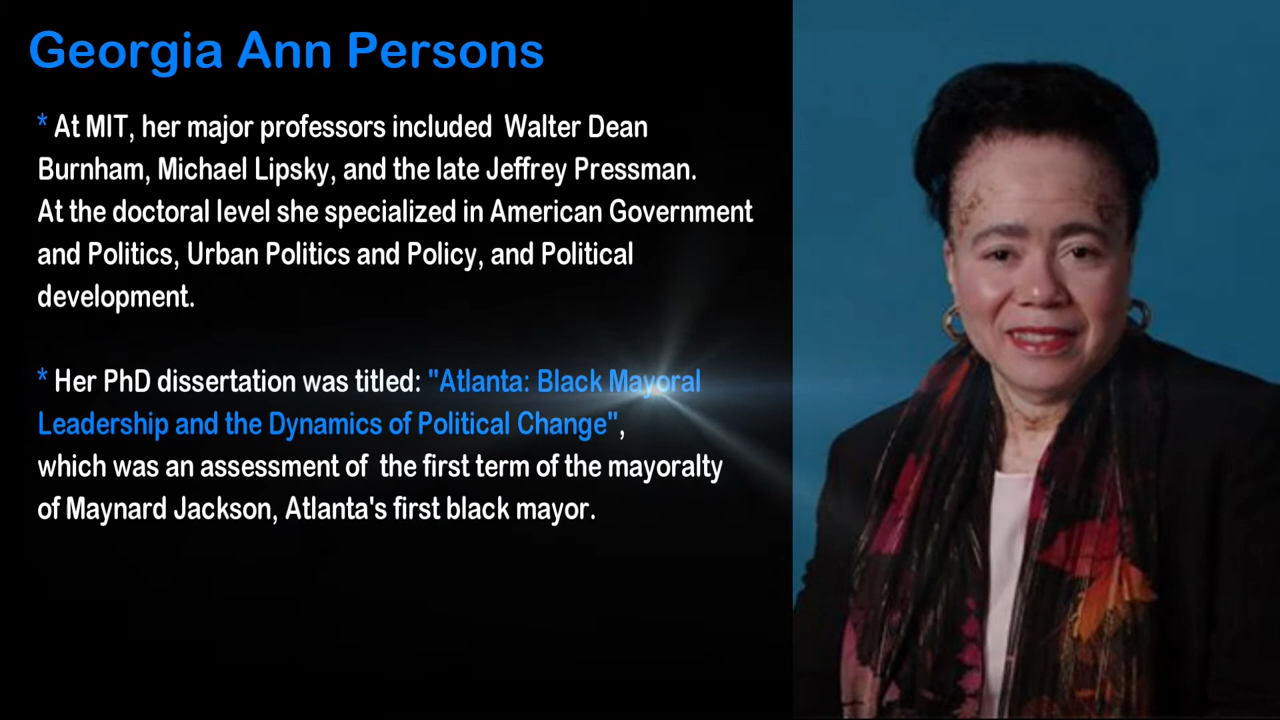 Georgia Ann Persons
* At MIT, her major professors included Walter Dean
Burnham, Michael Lipsky, and the late Jeffrey Pressman.
At the doctoral level she specialized in American Government
and Politics, Urban Politics and Policy, and Political
development.
* Her PhD dissertation was titled: "Atlanta: Black Mayoral
Leadership and the Dynamics of Political Change",
which was an assessment of the first term of the mayoralty
of Maynard Jackson, Atlanta's first black mayor.